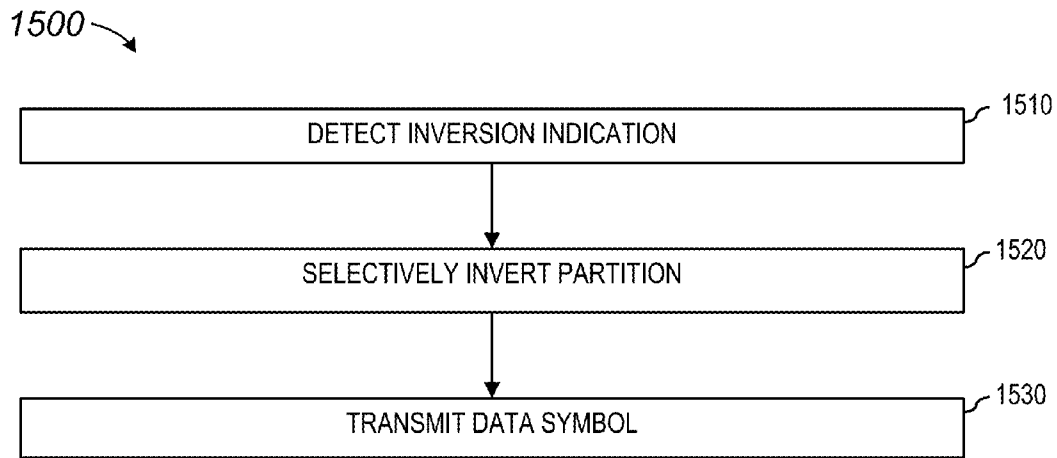 1500
DETECT INVERSION INDICATION
1510
SELECTIVELY INVERT PARTITION
1520
TRANSMIT DATA SYMBOL
1530